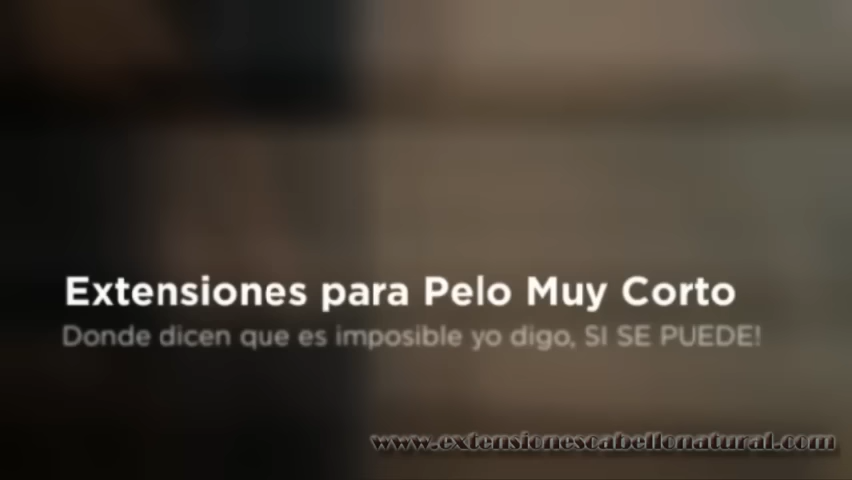 Extensiones para Pelo Muy Corto
Donde dicen que es imposible yo digo, SI SE PUEDE!
www.extensionescabellonatural.com